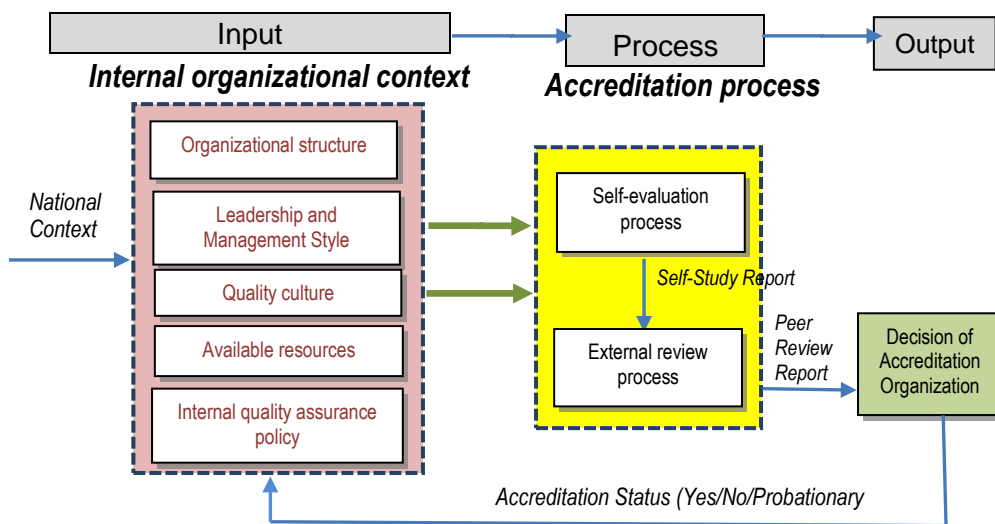 Input
Process
Output
Internal organizational context
Accreditation process
Organizational structure
National
Context
Leadership and
Management Style
Quality culture
Available resources
Internal quality assurance
policy
Self-evaluation
process
Self-Study Report
External review
process
Peer
Review
Report
Decision of
Accreditation
Organization
Accreditation Status (Yes/No/Probationary